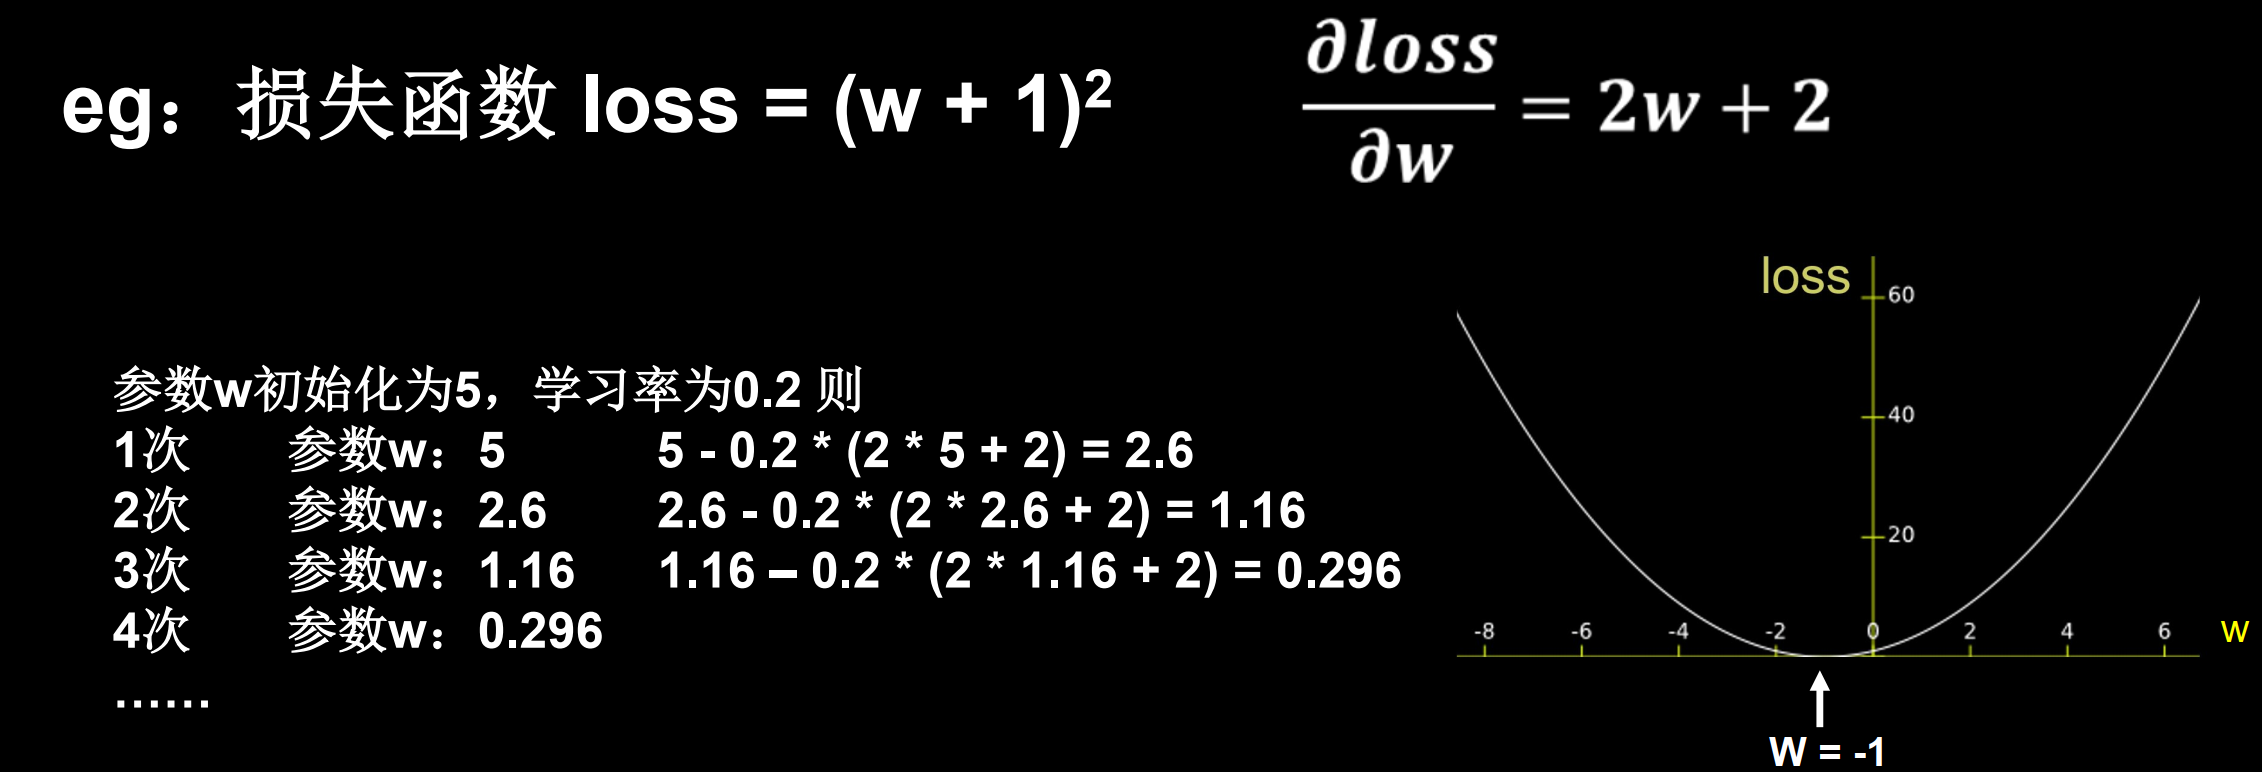 eg：损失函数 loss = (w + 1)²
∂loss/∂w = 2w + 2
参数w初始化为5，学习率为0.2 则
1次 参数w：5 5 - 0.2 * (2 * 5 + 2) = 2.6
2次 参数w：2.6 2.6 - 0.2 * (2 * 2.6 + 2) = 1.16
3次 参数w：1.16 1.16 – 0.2 * (2 * 1.16 + 2) = 0.296
4次 参数w：0.296
······
loss
60
40
20
-8 -6 -4 -2 0 2 4 6 w
W = -1